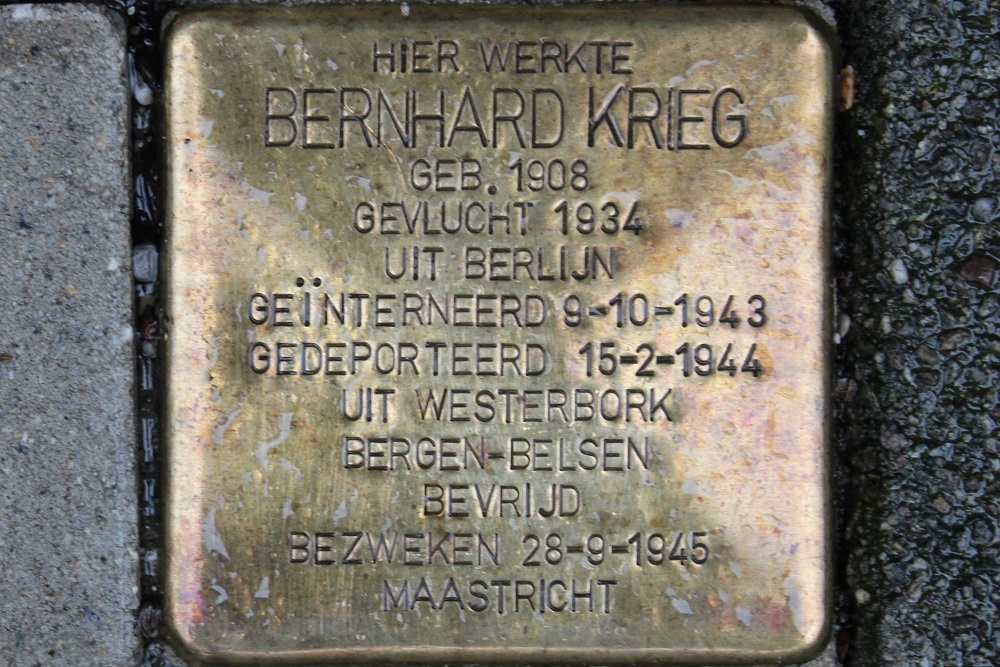 HIER WERKTE
BERNHARD KRIEG
GEB. 1908
GEVLUCHT 1934
UIT BERLIJN
GEÏNTERNEERD 9-10-1943
GEDEPORTEERD 15-2-1944
UIT WESTERBORK
BERGEN-BELSEN
BEVRIJD
BEZWEKEN 28-9-1945
MAASTRICHT